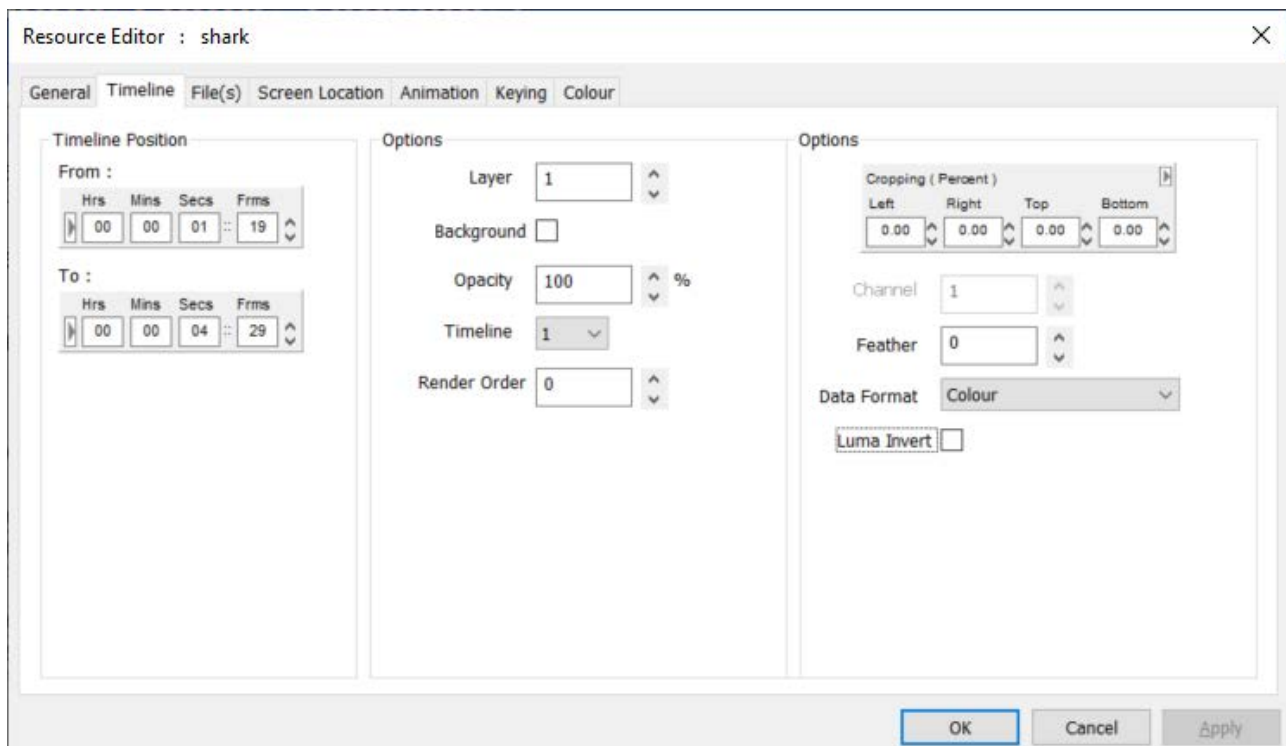 Resource Editor : shark
General Timeline File(s) Screen Location Animation Keying Colour
Timeline Position
From :
Hrs Mins Secs Frms
00 00 01 :: 19
To :
Hrs Mins Secs Frms
00 00 04 :: 29
Options
Layer 1
Background
Opacity 100 %
Timeline 1
Render Order 0
Options
Cropping ( Percent )
Left Right Top Bottom
0.00 0.00 0.00 0.00
Channel 1
Feather 0
Data Format Colour
Luma Invert
OK Cancel Apply